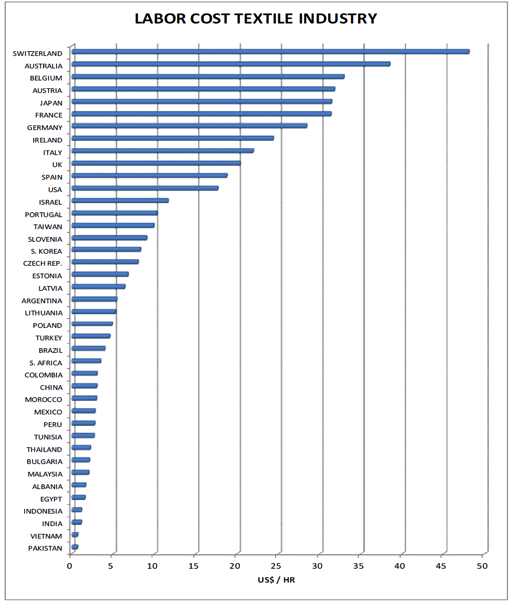 LABOR COST TEXTILE INDUSTRY
SWITZERLAND
AUSTRALIA
BELGIUM
AUSTRIA
JAPAN
FRANCE
GERMANY
IRELAND
ITALY
UK
SPAIN
USA
ISRAEL
PORTUGAL
TAIWAN
SLOVENIA
S. KOREA
CZECH REP.
ESTONIA
LATVIA
ARGENTINA
LITHUANIA
POLAND
TURKEY
BRAZIL
S. AFRICA
COLOMBIA
CHINA
MOROCCO
MEXICO
PERU
TUNISIA
THAILAND
BULGARIA
MALAYSIA
ALBANIA
EGYPT
INDONESIA
INDIA
VIETNAM
PAKISTAN
0 5 10 15 20 25 30 35 40 45 50
US$ / HR